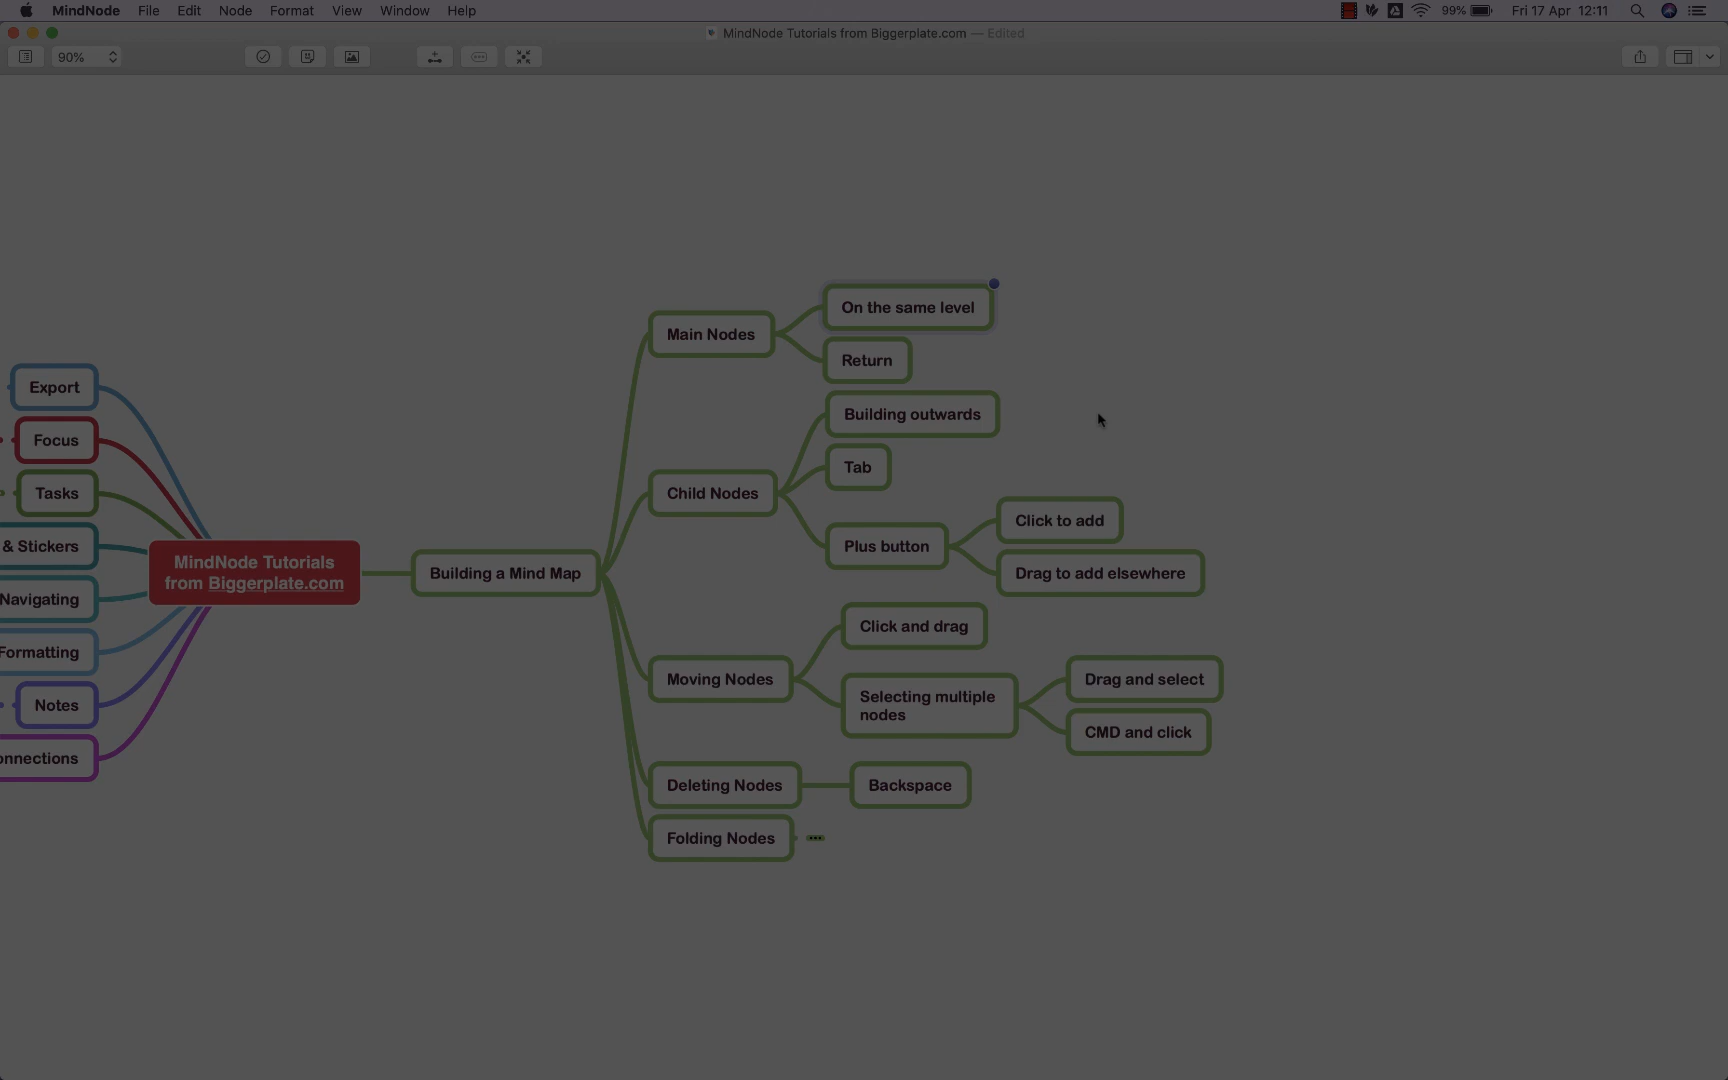 MindNode File Edit Node Format View Window Help
99% Fri 17 Apr 12:11
MindNode Tutorials from Biggerplate.com — Edited
90%
On the same level
Main Nodes
Return
Export
Building outwards
Focus
Tab
Tasks
Child Nodes
Click to add
& Stickers
Plus button
MindNode Tutorials
from Biggerplate.com
Building a Mind Map
Drag to add elsewhere
Navigating
Click and drag
Formatting
Moving Nodes
Drag and select
Selecting multiple
nodes
Notes
CMD and click
onnections
Deleting Nodes
Backspace
Folding Nodes